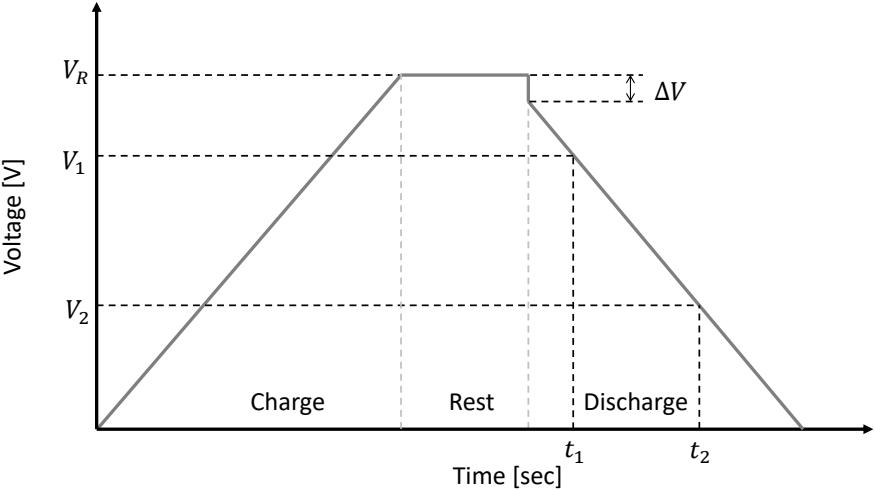 V_R
ΔV
V_1
Voltage [V]
V_2
Charge
Rest
Discharge
t_1
t_2
Time [sec]